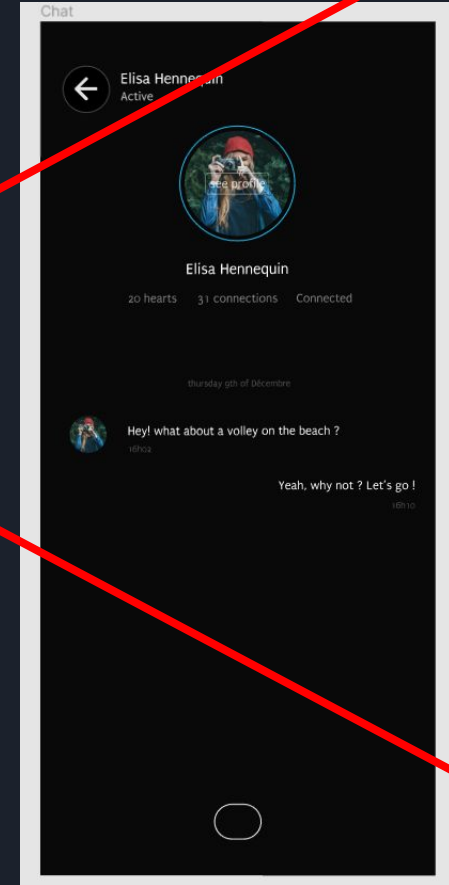 Chat
Elisa Hennequin
Active
see profile
Elisa Hennequin
20 hearts 31 connections Connected
thursday 9th of Décembre
Hey! what about a volley on the beach ?
16h02
Yeah, why not ? Let's go !
16h10